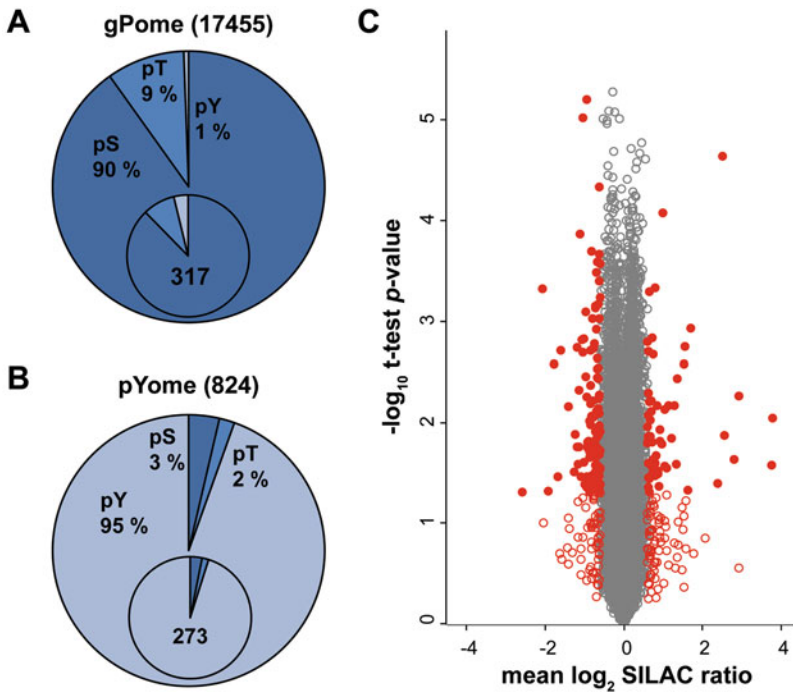 A
gPome (17455)
pT
9 %
pY
1 %
pS
90 %
317
B
pYome (824)
pS
3 %
pT
2 %
pY
95 %
273
C
-log10 t-test p-value
5
4
3
2
1
0
-4
-2
0
2
4
mean log2 SILAC ratio